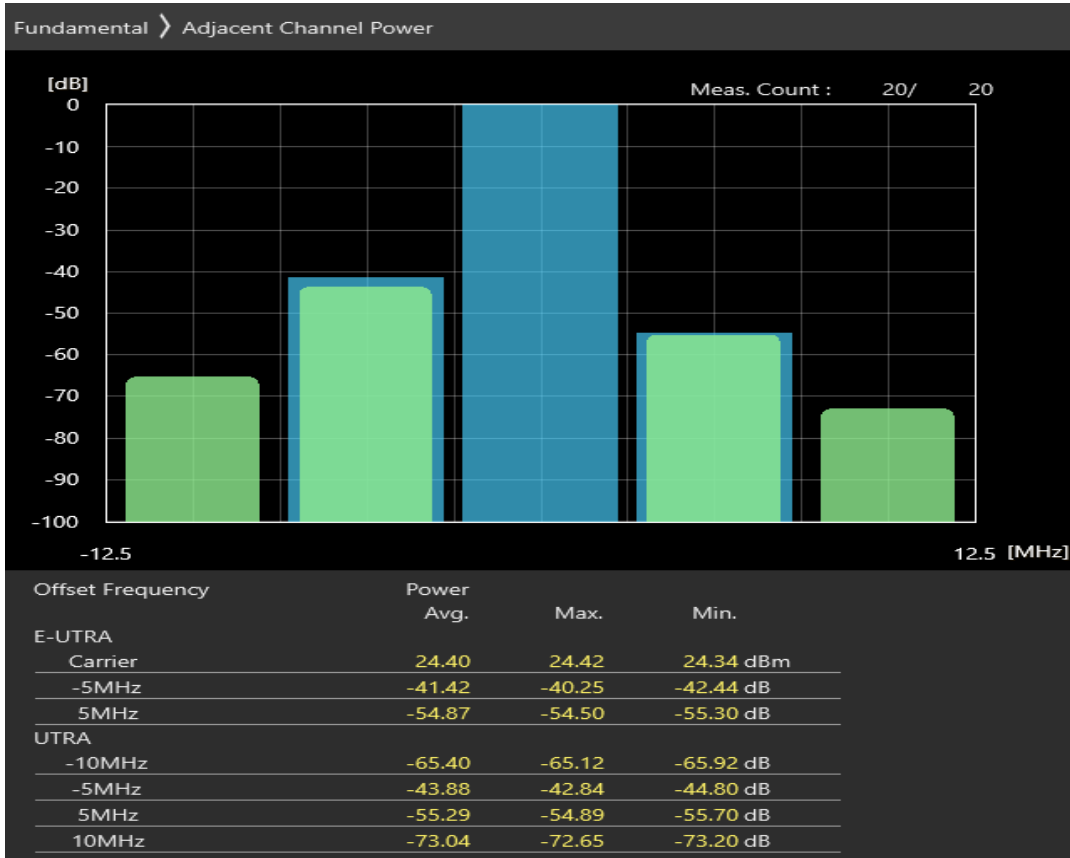 Fundamental 〉 Adjacent Channel Power
[dB]
Meas. Count : 20/ 20
0
-10
-20
-30
-40
-50
-60
-70
-80
-90
-100
-12.5 12.5 [MHz]
Offset Frequency Power
Avg. Max. Min.
E-UTRA
Carrier 24.40 24.42 24.34 dBm
-5MHz -41.42 -40.25 -42.44 dB
5MHz -54.87 -54.50 -55.30 dB
UTRA
-10MHz -65.40 -65.12 -65.92 dB
-5MHz -43.88 -42.84 -44.80 dB
5MHz -55.29 -54.89 -55.70 dB
10MHz -73.04 -72.65 -73.20 dB